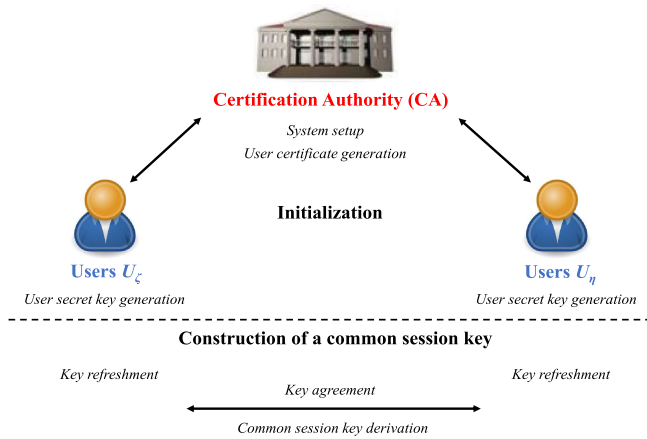 Certification Authority (CA)
System setup
User certificate generation
Initialization
Users Uζ Users Uη
User secret key generation User secret key generation
Construction of a common session key
Key refreshment Key refreshment
Key agreement
Common session key derivation